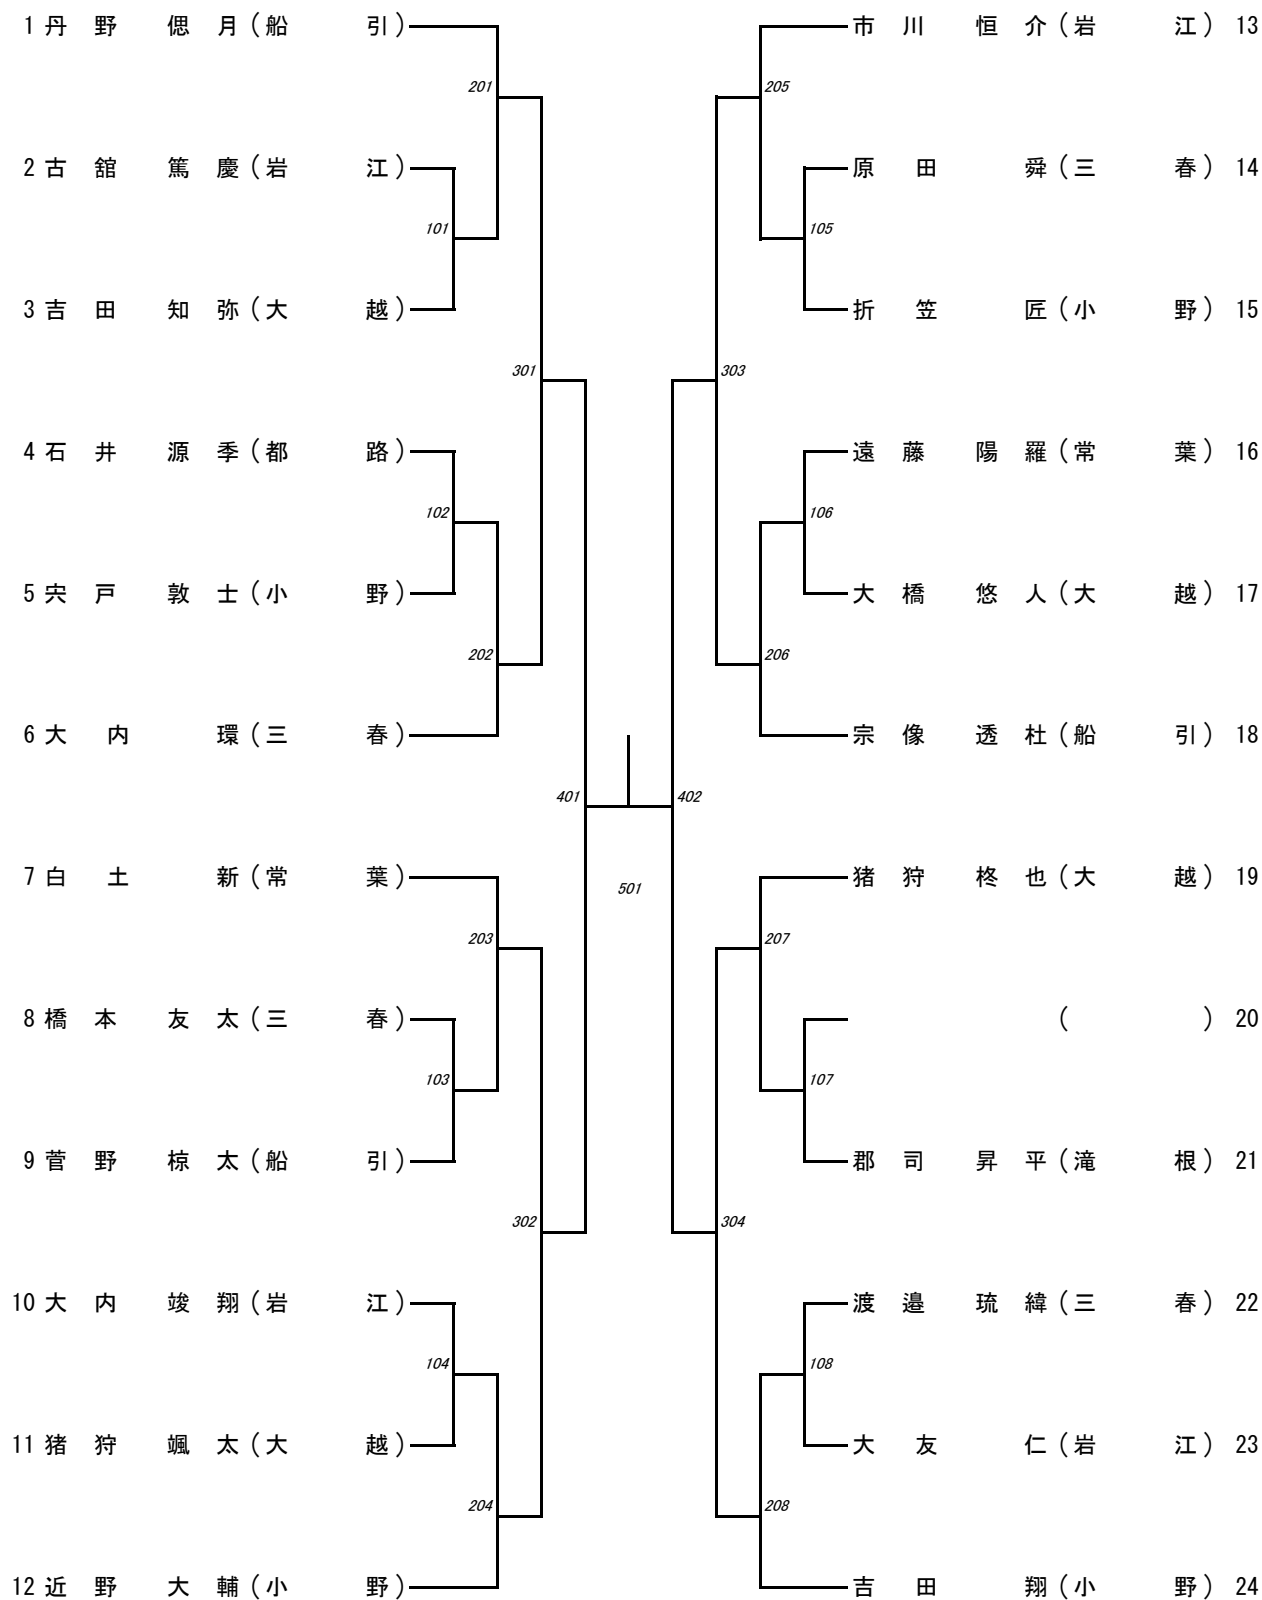 1 丹野 偲月(船引)
市川 恒介(岩江) 13
201
205
2 古舘 篤慶(岩江)
原田 舜(三春) 14
101
105
3 吉田 知弥(大越)
折笠 匠(小野) 15
301
303
4 石井 源季(都路)
遠藤 陽羅(常葉) 16
102
106
5 宍戸 敦士(小野)
大橋 悠人(大越) 17
202
206
6 大内 環(三春)
宗像 透杜(船引) 18
401
402
7 白土 新(常葉)
501
猪狩 柊也(大越) 19
203
207
8 橋本 友太(三春)
( ) 20
103
107
9 菅野 椋太(船引)
郡司 昇平(滝根) 21
302
304
10 大内 竣翔(岩江)
渡邉 琉緯(三春) 22
104
108
11 猪狩 颯太(大越)
大友 仁(岩江) 23
204
208
12 近野 大輔(小野)
吉田 翔(小野) 24